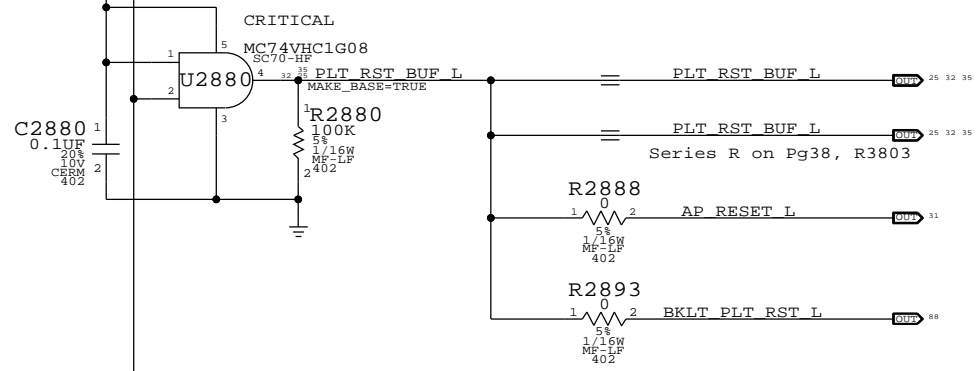 CRITICAL
5
MC74VHC1G08
SC70-HF
1
U2880
4
32 35
25
PLT_RST_BUF_L
MAKE_BASE=TRUE
2
3
PLT_RST_BUF_L
OUT 25 32 35
C2880
1
0.1UF
20%
10V
CERM
402
2
1
R2880
100K
5%
1/16W
MF-LF
402
2
PLT_RST_BUF_L
OUT 25 32 35
Series R on Pg38, R3803
R2888
0
1
2
AP_RESET_L
OUT 31
5%
1/16W
MF-LF
402
R2893
0
1
2
BKLT_PLT_RST_L
OUT 88
5%
1/16W
MF-LF
402